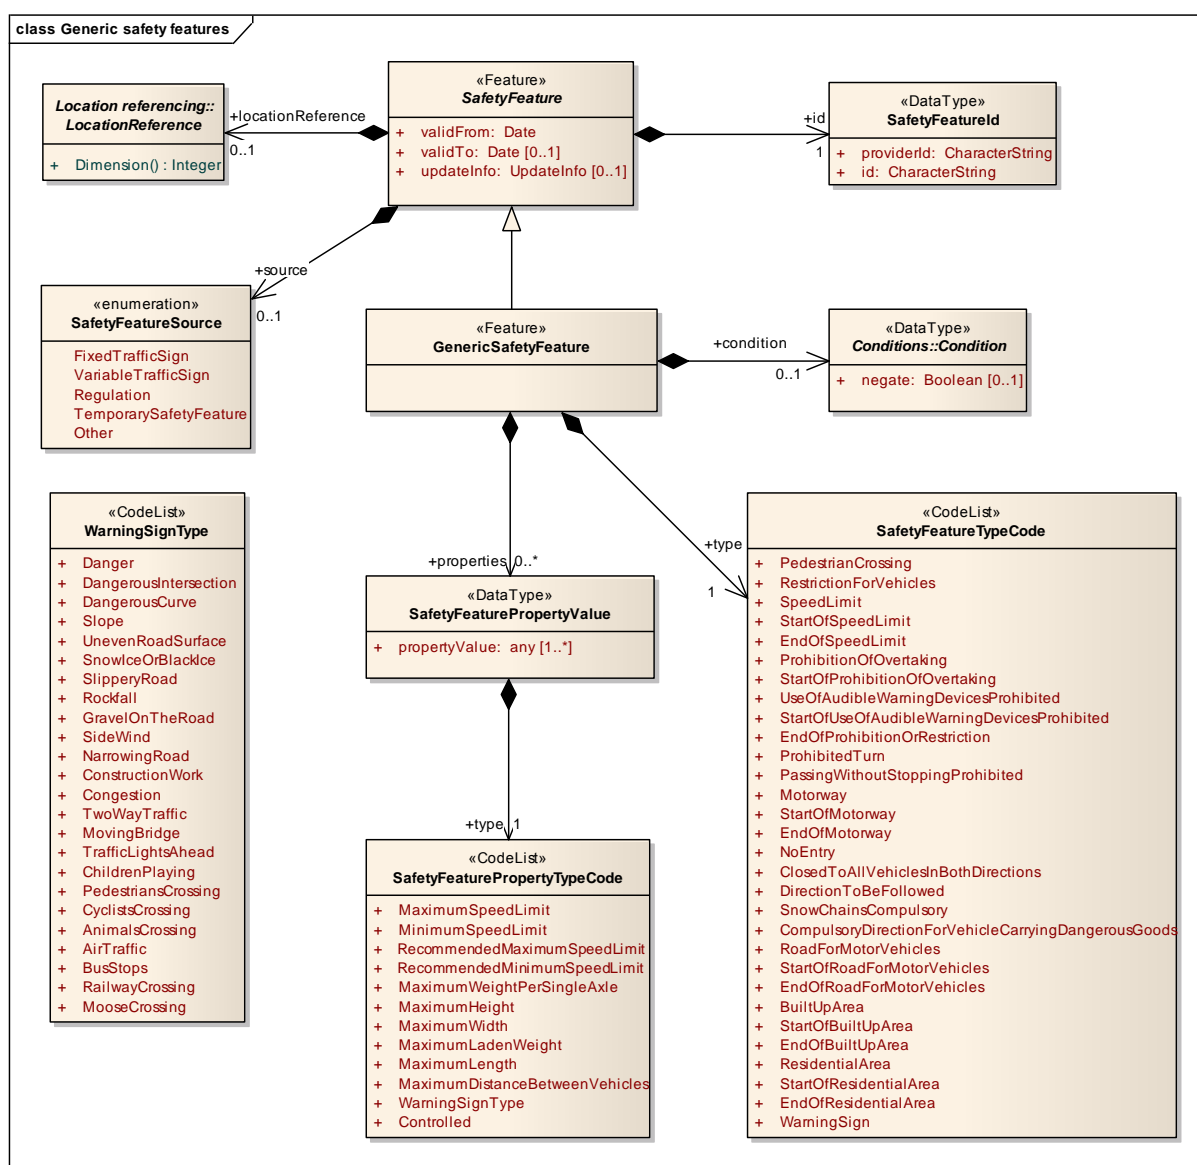 class Generic safety features
Location referencing::
LocationReference
+ Dimension() : Integer
+locationReference
0..1
«Feature»
SafetyFeature
+ validFrom: Date
+ validTo: Date [0..1]
+ updateInfo: UpdateInfo [0..1]
+id
1
«DataType»
SafetyFeatureId
+ providerId: CharacterString
+ id: CharacterString
+source
0..1
«enumeration»
SafetyFeatureSource
FixedTrafficSign
VariableTrafficSign
Regulation
TemporarySafetyFeature
Other
«Feature»
GenericSafetyFeature
+condition
0..1
«DataType»
Conditions::Condition
+ negate: Boolean [0..1]
«CodeList»
WarningSignType
+ Danger
+ DangerousIntersection
+ DangerousCurve
+ Slope
+ UnevenRoadSurface
+ SnowIceOrBlackIce
+ SlipperyRoad
+ Rockfall
+ GravelOnTheRoad
+ SideWind
+ NarrowingRoad
+ ConstructionWork
+ Congestion
+ TwoWayTraffic
+ MovingBridge
+ TrafficLightsAhead
+ ChildrenPlaying
+ PedestriansCrossing
+ CyclistsCrossing
+ AnimalsCrossing
+ AirTraffic
+ BusStops
+ RailwayCrossing
+ MooseCrossing
+properties 0..*
«DataType»
SafetyFeaturePropertyValue
+ propertyValue: any [1..*]
+type 1
«CodeList»
SafetyFeaturePropertyTypeCode
+ MaximumSpeedLimit
+ MinimumSpeedLimit
+ RecommendedMaximumSpeedLimit
+ RecommendedMinimumSpeedLimit
+ MaximumWeightPerSingleAxle
+ MaximumHeight
+ MaximumWidth
+ MaximumLadenWeight
+ MaximumLength
+ MaximumDistanceBetweenVehicles
+ WarningSignType
+ Controlled
+type
1
«CodeList»
SafetyFeatureTypeCode
+ PedestrianCrossing
+ RestrictionForVehicles
+ SpeedLimit
+ StartOfSpeedLimit
+ EndOfSpeedLimit
+ ProhibitionOfOvertaking
+ StartOfProhibitionOfOvertaking
+ UseOfAudibleWarningDevicesProhibited
+ StartOfUseOfAudibleWarningDevicesProhibited
+ EndOfProhibitionOrRestriction
+ ProhibitedTurn
+ PassingWithoutStoppingProhibited
+ Motorway
+ StartOfMotorway
+ EndOfMotorway
+ NoEntry
+ ClosedToAllVehiclesInBothDirections
+ DirectionToBeFollowed
+ SnowChainsCompulsory
+ CompulsoryDirectionForVehicleCarryingDangerousGoods
+ RoadForMotorVehicles
+ StartOfRoadForMotorVehicles
+ EndOfRoadForMotorVehicles
+ BuiltUpArea
+ StartOfBuiltUpArea
+ EndOfBuiltUpArea
+ ResidentialArea
+ StartOfResidentialArea
+ EndOfResidentialArea
+ WarningSign